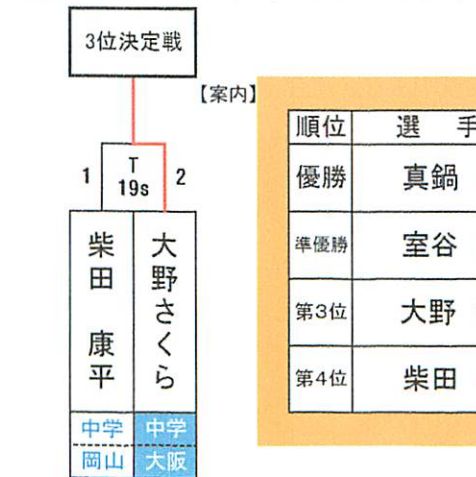 3位決定戦
【案内】
1
T
19s
2
柴田 康平
大野さくら
中学
中学
岡山
大阪
順位 選 手
優勝 真鍋
準優勝 室谷
第3位 大野
第4位 柴田